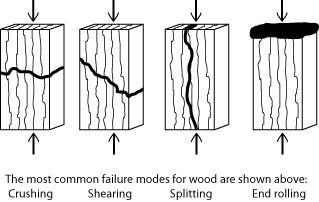 The most common failure modes for wood are shown above:
Crushing Shearing Splitting End rolling